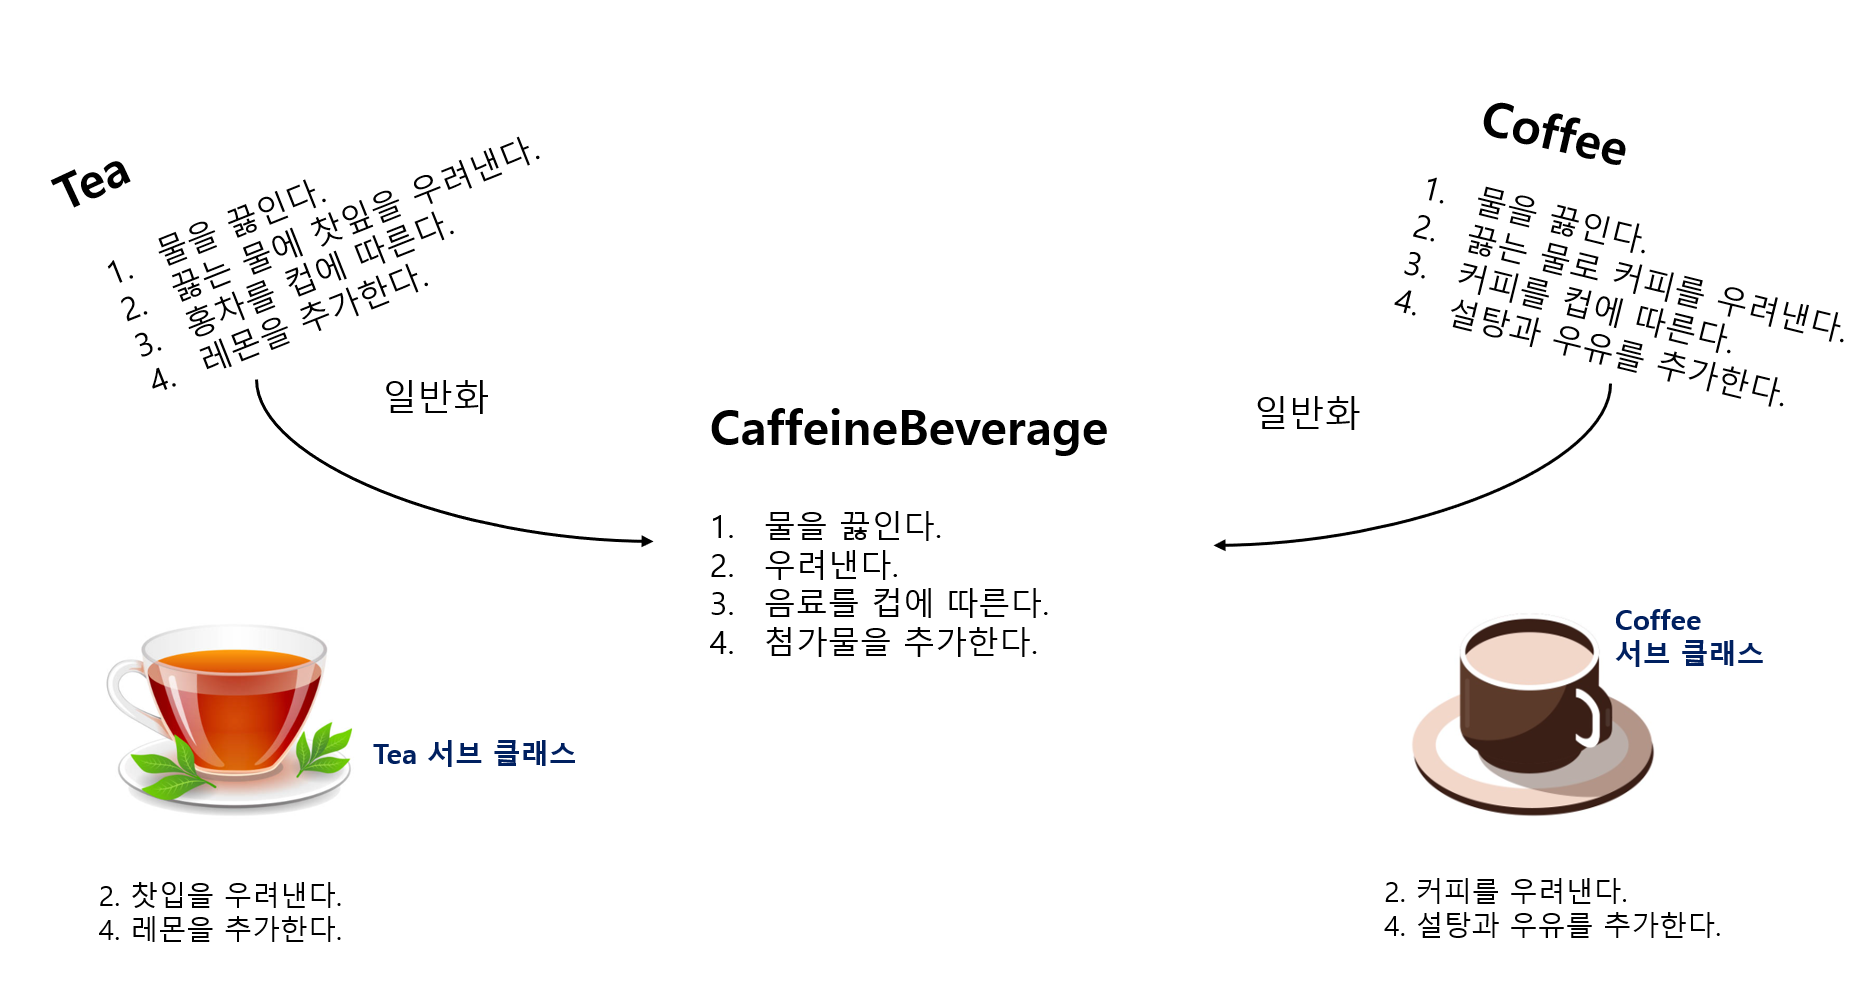 Tea
1. 물을 끓인다.
2. 끓는 물에 찻잎을 우려낸다.
3. 홍차를 컵에 따른다.
4. 레몬을 추가한다.
일반화
Coffee
1. 물을 끓인다.
2. 끓는 물로 커피를 우려낸다.
3. 커피를 컵에 따른다.
4. 설탕과 우유를 추가한다.
일반화
CaffeineBeverage
1. 물을 끓인다.
2. 우려낸다.
3. 음료를 컵에 따른다.
4. 첨가물을 추가한다.
Tea 서브 클래스
2. 찻입을 우려낸다.
4. 레몬을 추가한다.
Coffee
서브 클래스
2. 커피를 우려낸다.
4. 설탕과 우유를 추가한다.